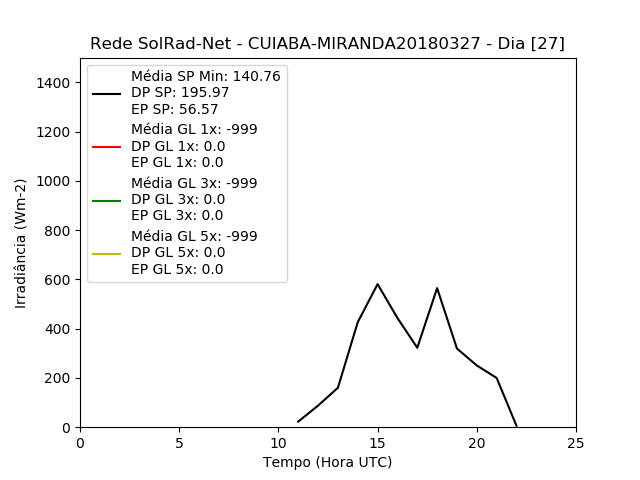 Rede SolRad-Net - CUIABA-MIRANDA20180327 - Dia [27]
Média SP Min: 140.76
DP SP: 195.97
EP SP: 56.57
Média GL 1x: -999
DP GL 1x: 0.0
EP GL 1x: 0.0
Média GL 3x: -999
DP GL 3x: 0.0
EP GL 3x: 0.0
Média GL 5x: -999
DP GL 5x: 0.0
EP GL 5x: 0.0
Irradiância (Wm-2)
1400
1200
1000
800
600
400
200
0
0 5 10 15 20 25
Tempo (Hora UTC)